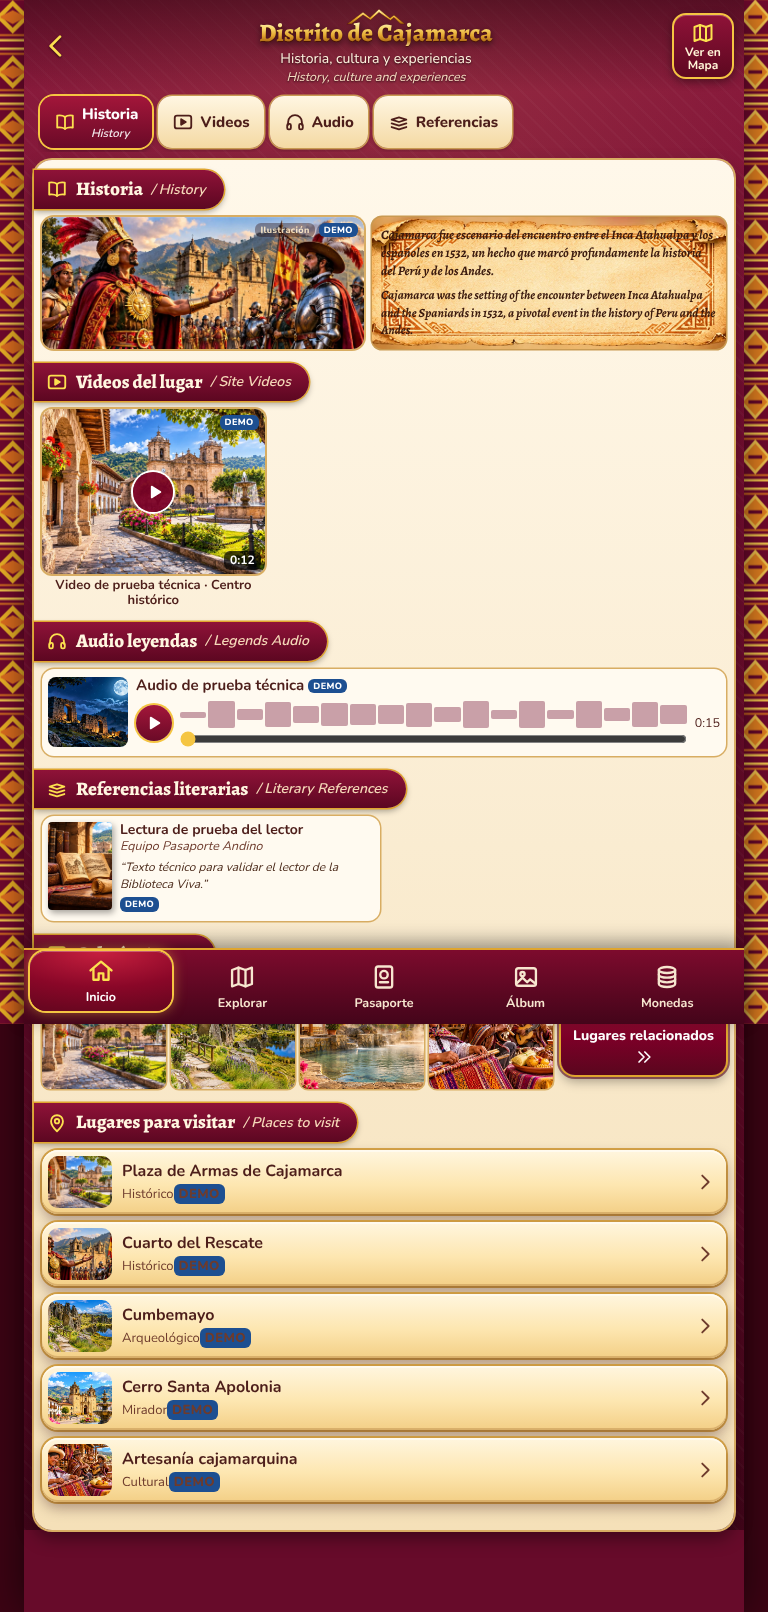 Distrito de Cajamarca
Historia, cultura y experiencias
History, culture and experiences
Ver en
Mapa
Historia
History
Videos
Audio
Referencias
Historia / History
Ilustración DEMO
Cajamarca fue escenario del encuentro entre el Inca Atahualpa y los
españoles en 1532, un hecho que marcó profundamente la historia
del Perú y de los Andes.
Cajamarca was the setting of the encounter between Inca Atahualpa
and the Spaniards in 1532, a pivotal event in the history of Peru and the
Andes.
Videos del lugar / Site Videos
DEMO
0:12
Video de prueba técnica · Centro
histórico
Audio leyendas / Legends Audio
Audio de prueba técnica DEMO
0:15
Referencias literarias / Literary References
Lectura de prueba del lector
Equipo Pasaporte Andino
“Texto técnico para validar el lector de la
Biblioteca Viva.”
DEMO
Inicio
Explorar
Pasaporte
Álbum
Monedas
Lugares relacionados
Lugares para visitar / Places to visit
Plaza de Armas de Cajamarca
Histórico DEMO
Cuarto del Rescate
Histórico DEMO
Cumbemayo
Arqueológico DEMO
Cerro Santa Apolonia
Mirador DEMO
Artesanía cajamarquina
Cultural DEMO